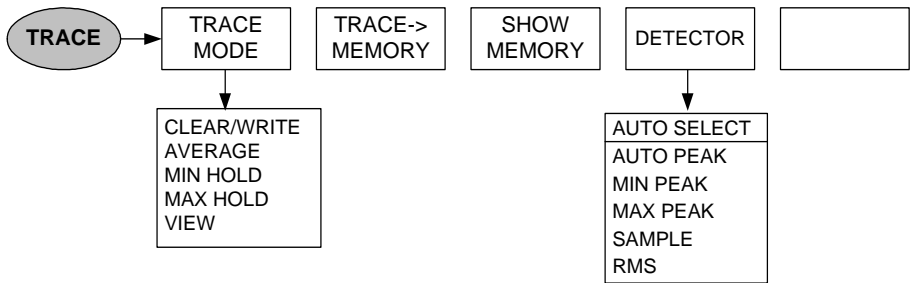 TRACE
TRACE
MODE
TRACE->
MEMORY
SHOW
MEMORY
DETECTOR
CLEAR/WRITE
AVERAGE
MIN HOLD
MAX HOLD
VIEW
AUTO SELECT
AUTO PEAK
MIN PEAK
MAX PEAK
SAMPLE
RMS